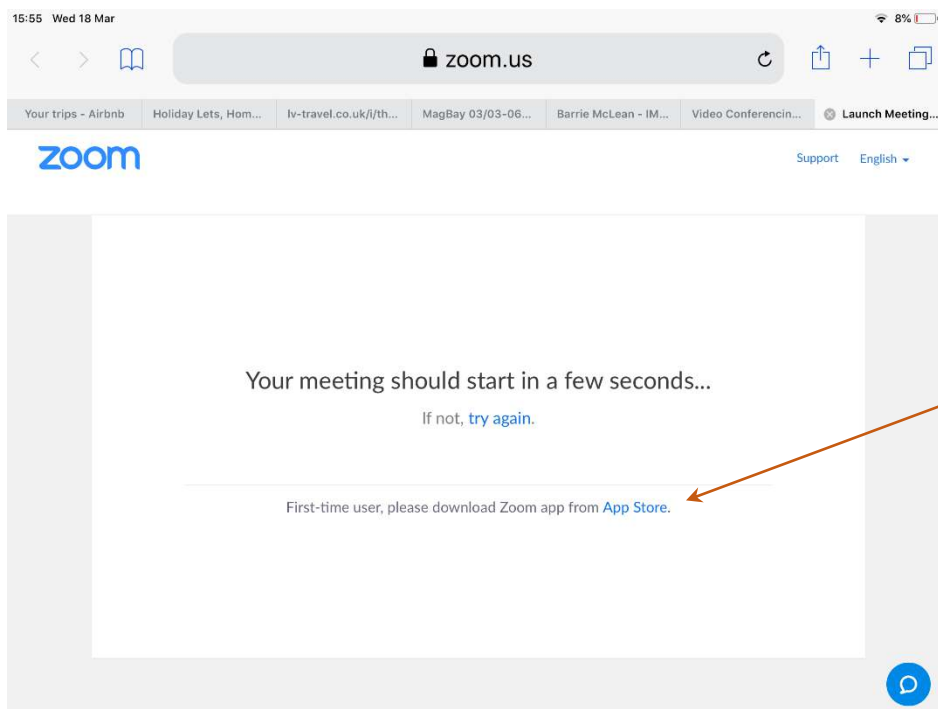 15:55 Wed 18 Mar 8%
zoom.us
Your trips - Airbnb Holiday Lets, Hom... lv-travel.co.uk/i/th... MagBay 03/03-06... Barrie McLean - IM... Video Conferencin... Launch Meeting...
zoom Support English
Your meeting should start in a few seconds...
If not, try again.
First-time user, please download Zoom app from App Store.